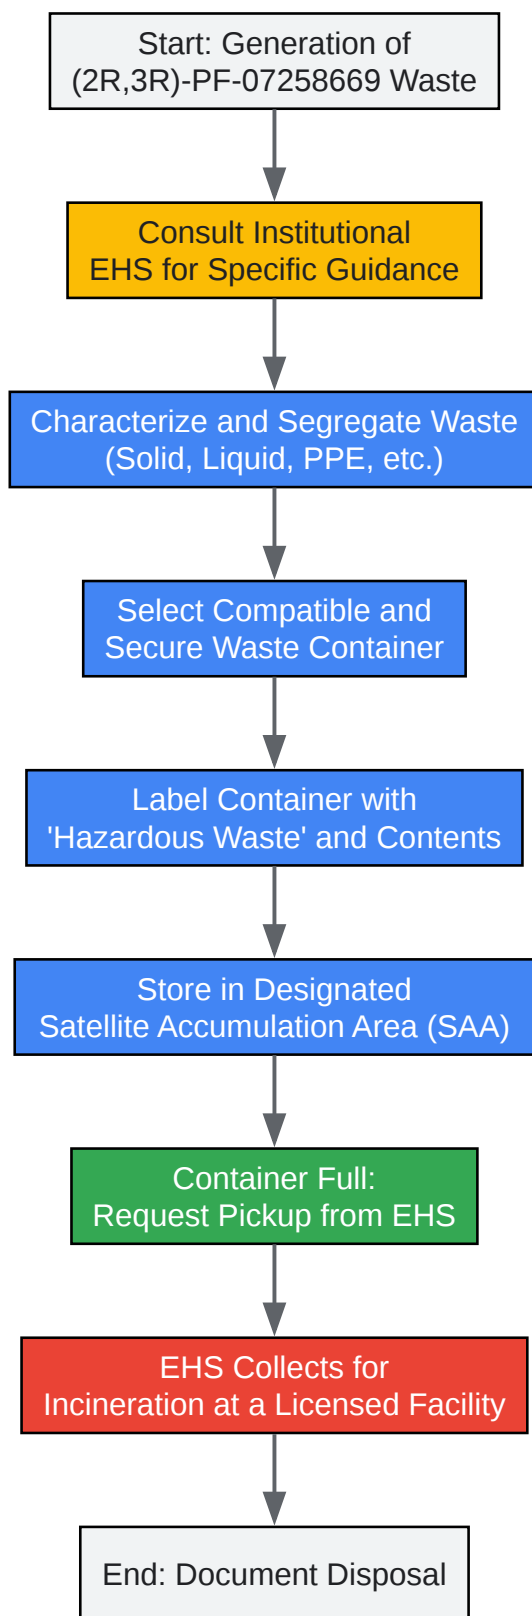 Start: Generation of
(2R,3R)-PF-07258669 Waste
Consult Institutional
EHS for Specific Guidance
Characterize and Segregate Waste
(Solid, Liquid, PPE, etc.)
Select Compatible and
Secure Waste Container
Label Container with
'Hazardous Waste' and Contents
Store in Designated
Satellite Accumulation Area (SAA)
Container Full:
Request Pickup from EHS
EHS Collects for
Incineration at a Licensed Facility
End: Document Disposal